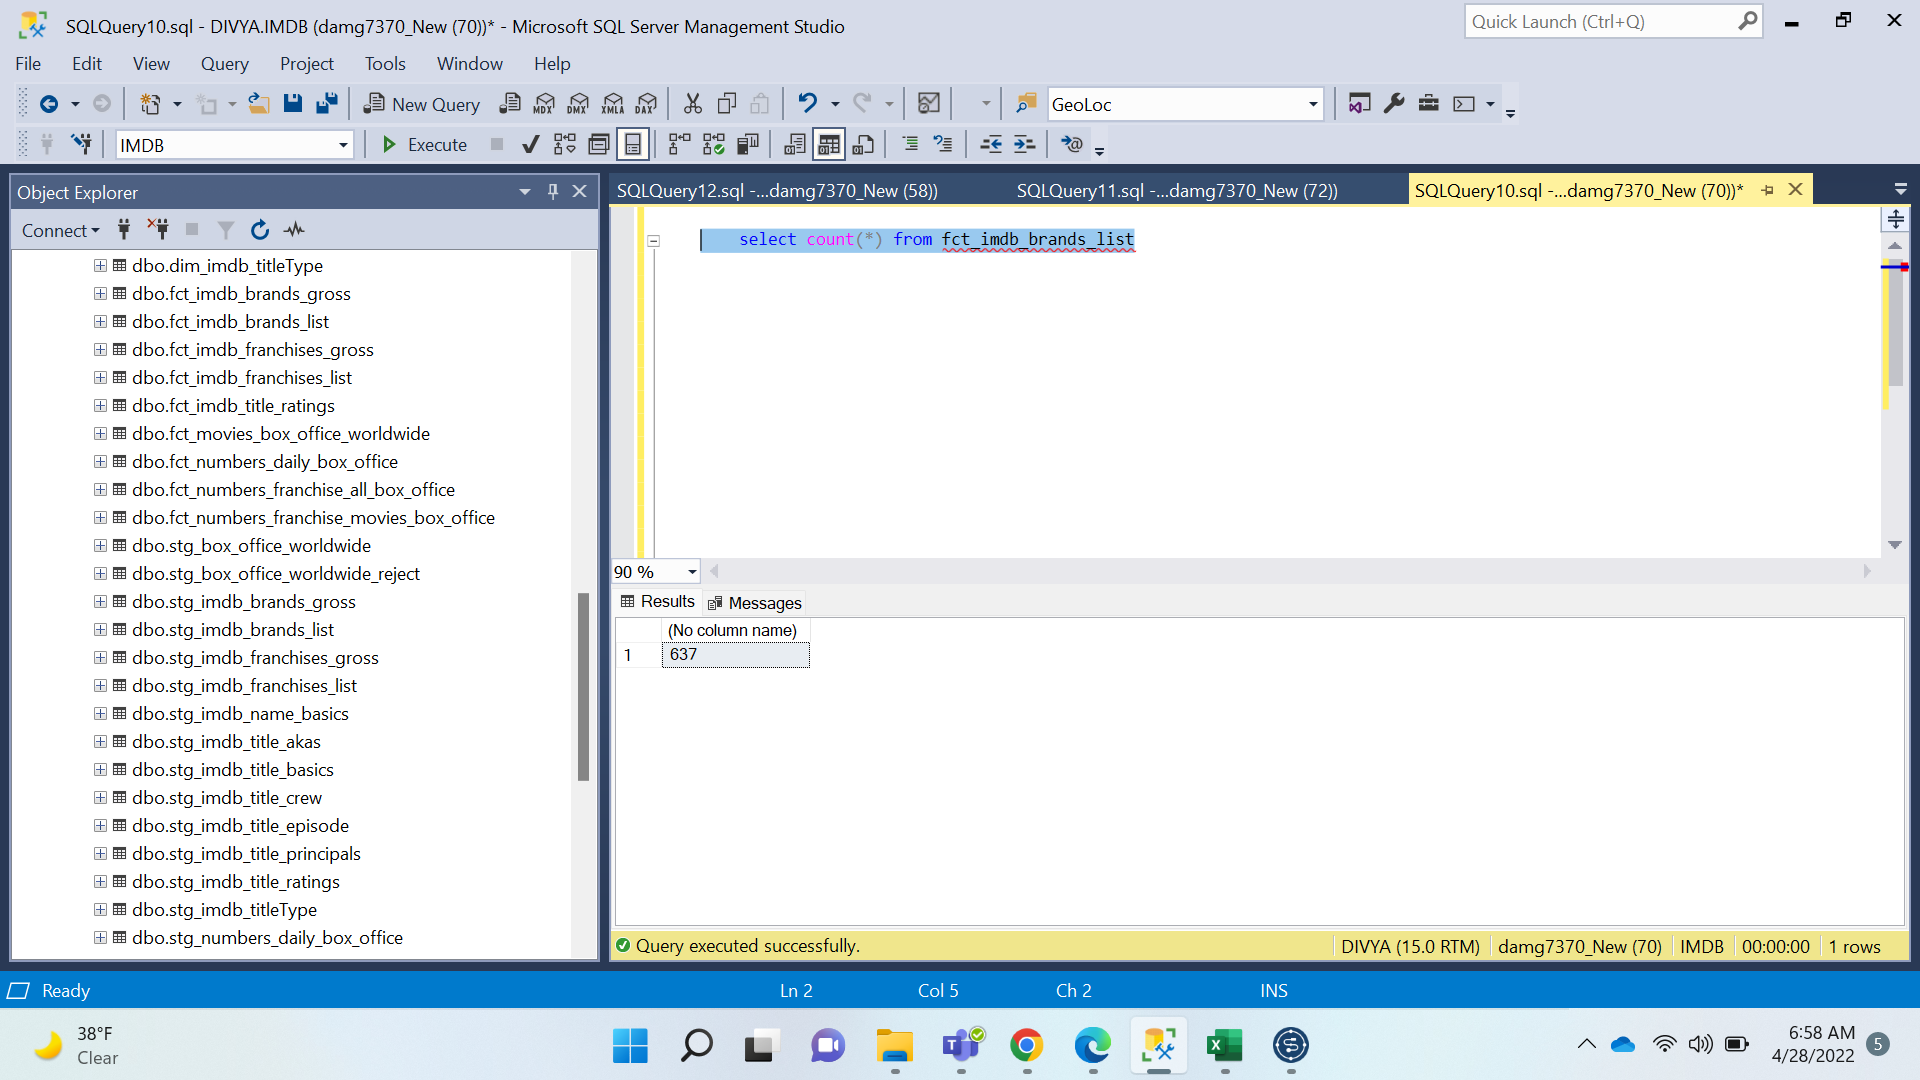 SQLQuery10.sql - DIVYA.IMDB (damg7370_New (70))* - Microsoft SQL Server Management Studio
Quick Launch (Ctrl+Q)
File Edit View Query Project Tools Window Help
New Query MDX DMX XMLA DAX GeoLoc
IMDB Execute
Object Explorer
Connect
dbo.dim_imdb_titleType
dbo.fct_imdb_brands_gross
dbo.fct_imdb_brands_list
dbo.fct_imdb_franchises_gross
dbo.fct_imdb_franchises_list
dbo.fct_imdb_title_ratings
dbo.fct_movies_box_office_worldwide
dbo.fct_numbers_daily_box_office
dbo.fct_numbers_franchise_all_box_office
dbo.fct_numbers_franchise_movies_box_office
dbo.stg_box_office_worldwide
dbo.stg_box_office_worldwide_reject
dbo.stg_imdb_brands_gross
dbo.stg_imdb_brands_list
dbo.stg_imdb_franchises_gross
dbo.stg_imdb_franchises_list
dbo.stg_imdb_name_basics
dbo.stg_imdb_title_akas
dbo.stg_imdb_title_basics
dbo.stg_imdb_title_crew
dbo.stg_imdb_title_episode
dbo.stg_imdb_title_principals
dbo.stg_imdb_title_ratings
dbo.stg_imdb_titleType
dbo.stg_numbers_daily_box_office
SQLQuery12.sql -...damg7370_New (58)) SQLQuery11.sql -...damg7370_New (72)) SQLQuery10.sql -...damg7370_New (70))*
select count(*) from fct_imdb_brands_list
90 %
Results Messages
(No column name)
1 637
Query executed successfully. DIVYA (15.0 RTM) damg7370_New (70) IMDB 00:00:00 1 rows
Ready Ln 2 Col 5 Ch 2 INS
38°F
Clear
6:58 AM
4/28/2022
5